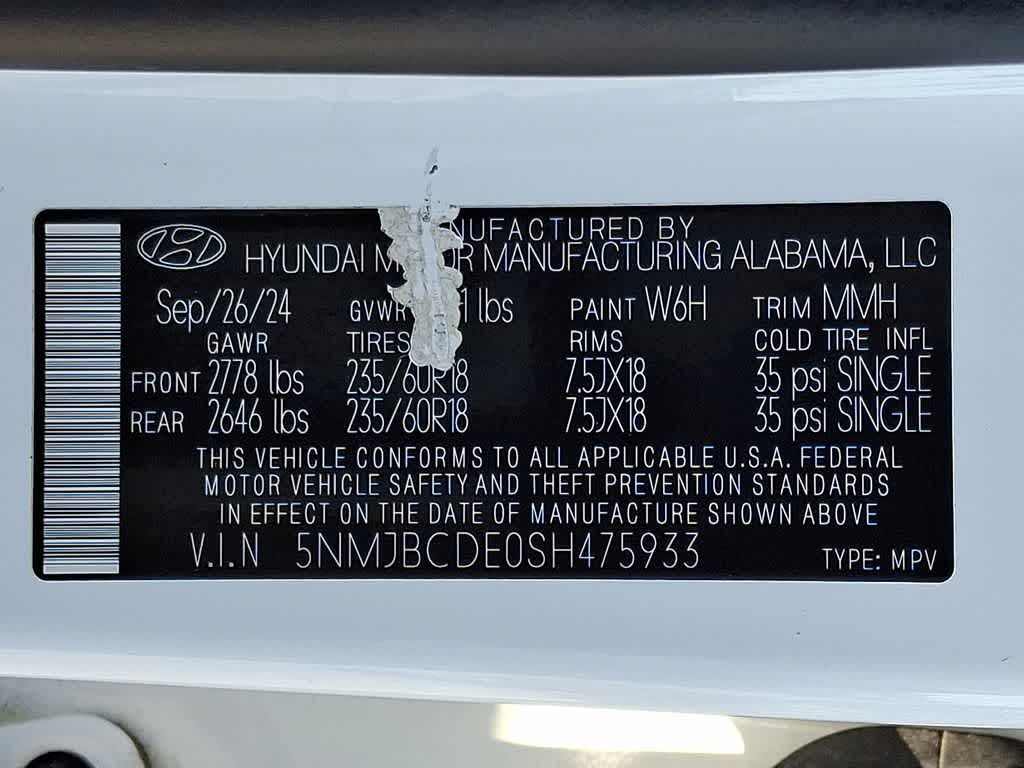 NUFACTURED BY
HYUNDAI MOTOR MANUFACTURING ALABAMA, LLC
Sep/26/24 GVWR 1 lbs PAINT W6H TRIM MMH
GAWR TIRES RIMS COLD TIRE INFL
FRONT 2778 lbs 235/60R18 7.5JX18 35 psi SINGLE
REAR 2646 lbs 235/60R18 7.5JX18 35 psi SINGLE
THIS VEHICLE CONFORMS TO ALL APPLICABLE U.S.A. FEDERAL
MOTOR VEHICLE SAFETY AND THEFT PREVENTION STANDARDS
IN EFFECT ON THE DATE OF MANUFACTURE SHOWN ABOVE
V.I.N 5NMJBCDE0SH475933 TYPE: MPV